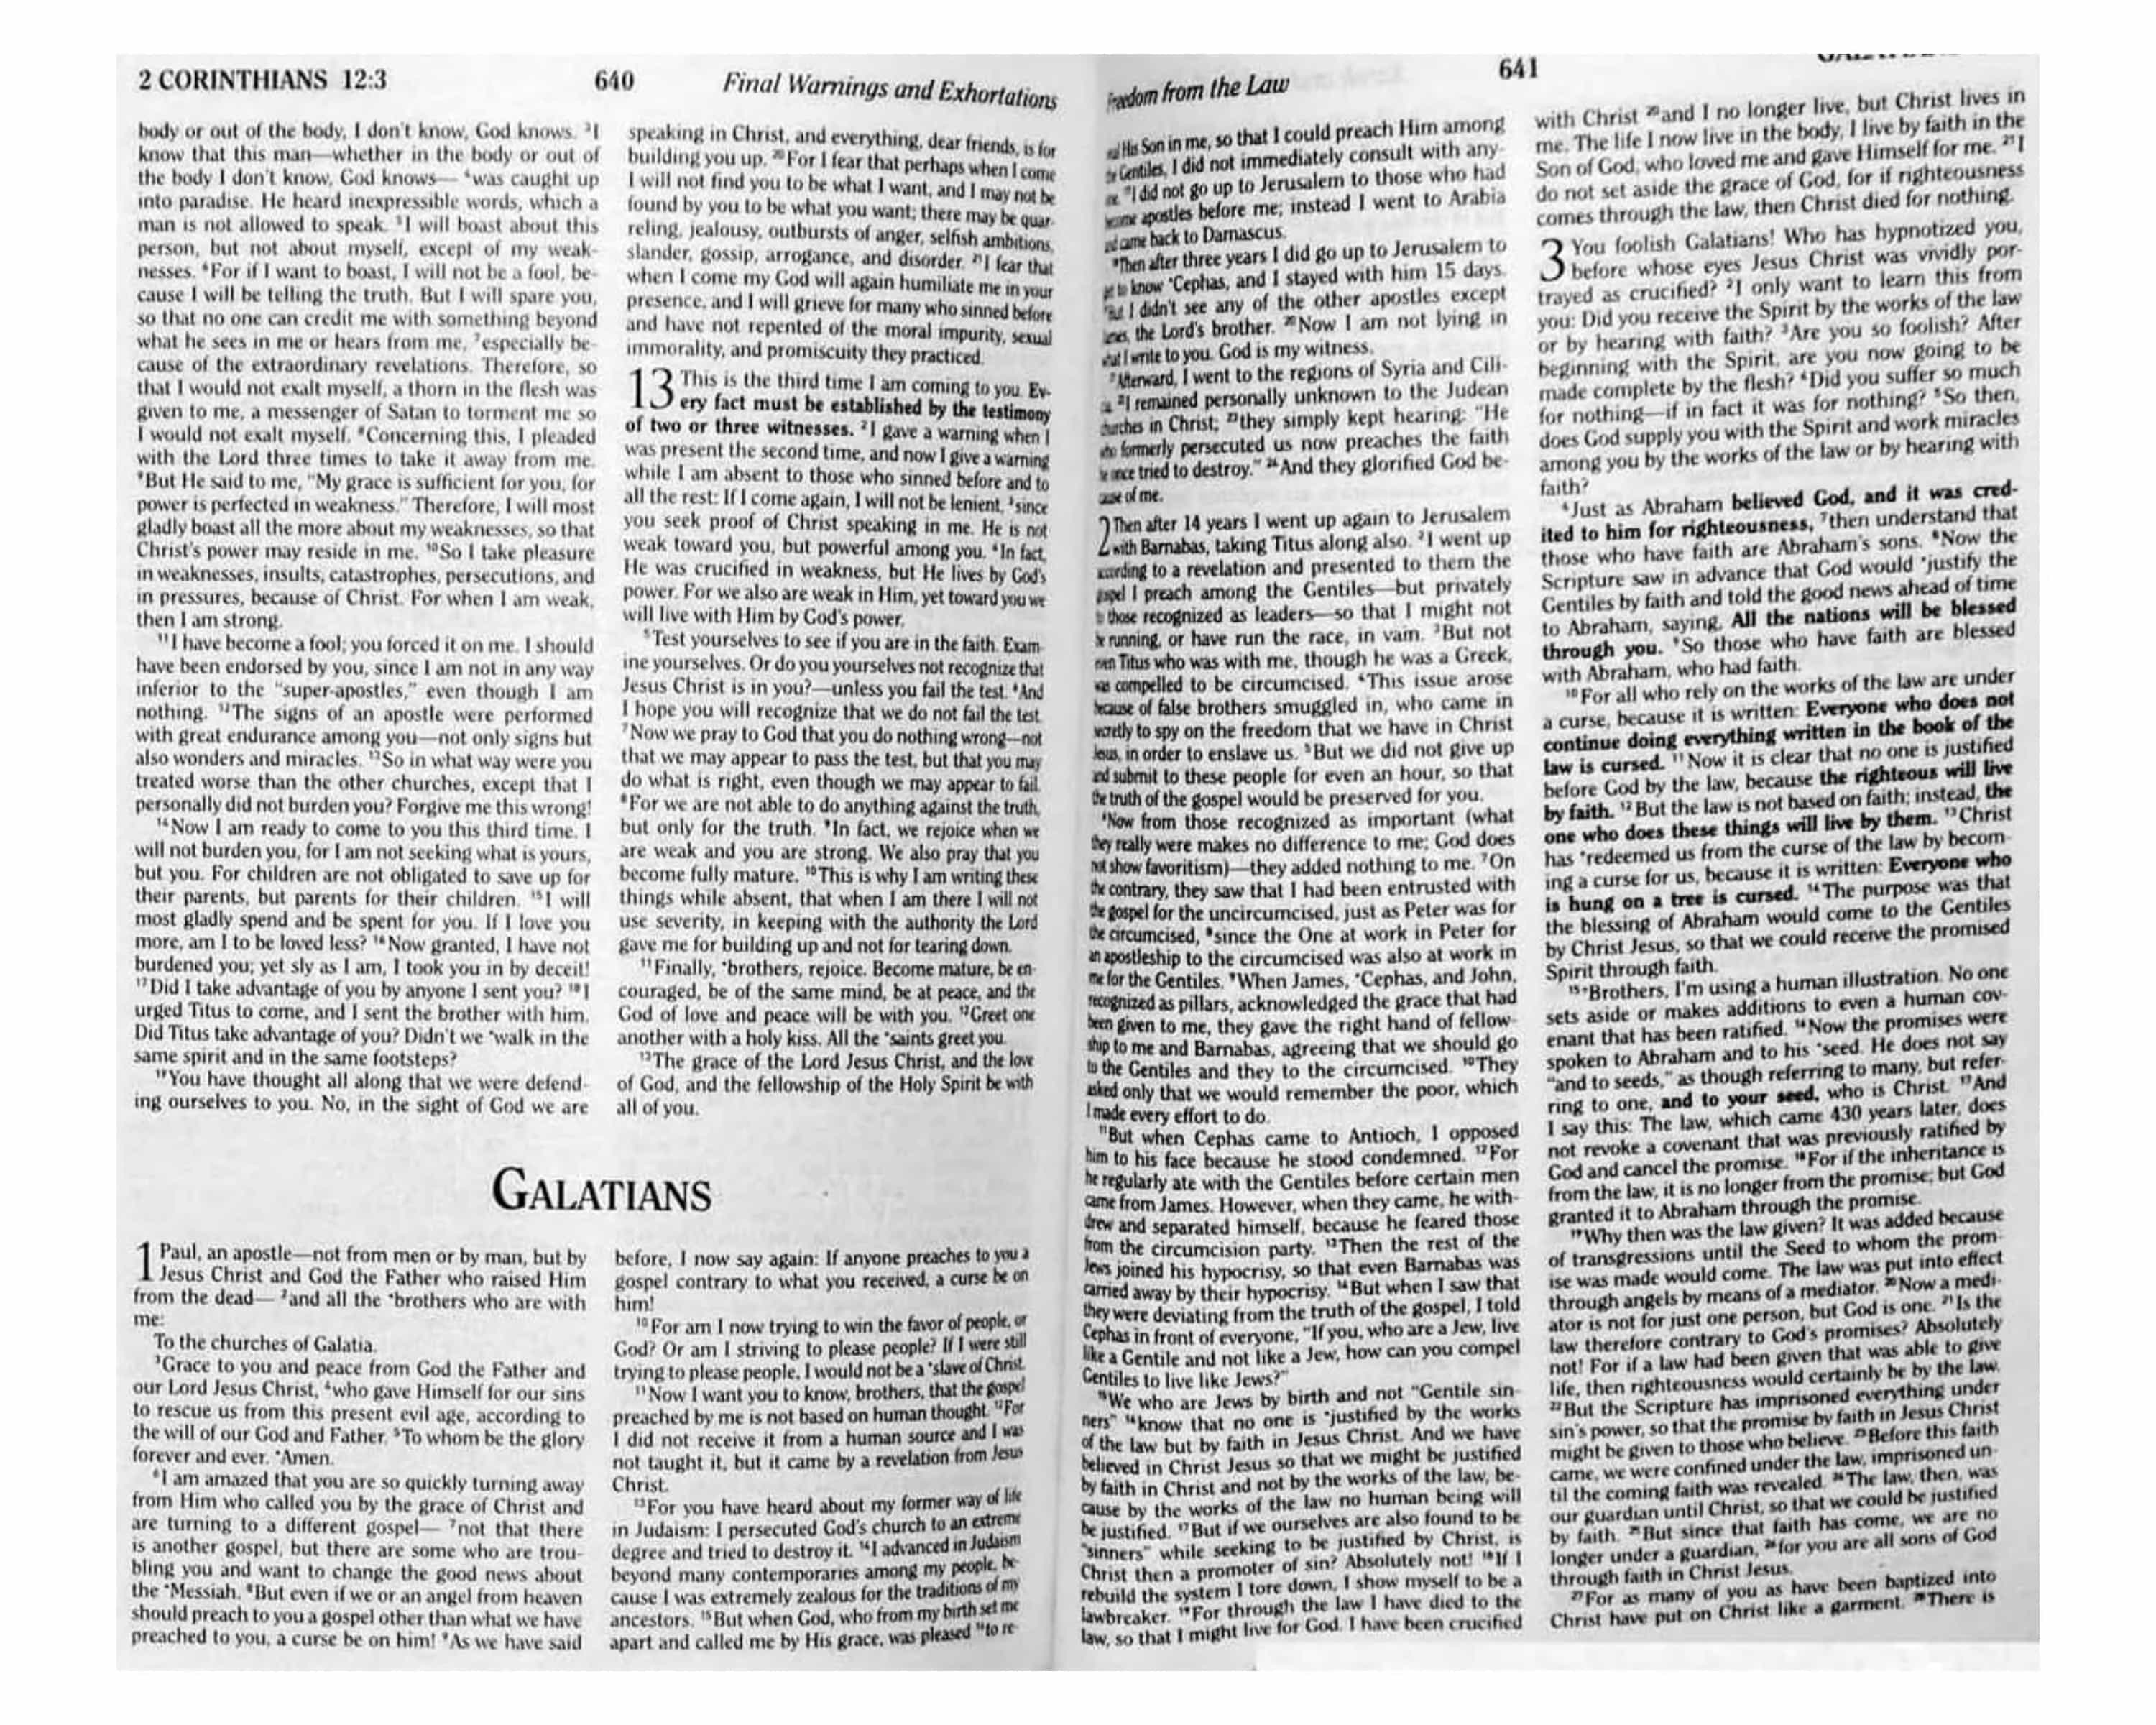 2 CORINTHIANS 12:3
640
Final Warnings and Exhortations
body or out of the body, I don't know, God knows. ³I
know that this man—whether in the body or out of
the body I don't know, God knows— ⁴was caught up
into paradise. He heard inexpressible words, which a
man is not allowed to speak. ⁵I will boast about this
person, but not about myself, except of my weak-
nesses. ⁶For if I want to boast, I will not be a fool, be-
cause I will be telling the truth. But I will spare you,
so that no one can credit me with something beyond
what he sees in me or hears from me, ⁷especially be-
cause of the extraordinary revelations. Therefore, so
that I would not exalt myself, a thorn in the flesh was
given to me, a messenger of Satan to torment me so
I would not exalt myself. ⁸Concerning this, I pleaded
with the Lord three times to take it away from me.
⁹But He said to me, "My grace is sufficient for you, for
power is perfected in weakness." Therefore, I will most
gladly boast all the more about my weaknesses, so that
Christ's power may reside in me. ¹⁰So I take pleasure
in weaknesses, insults, catastrophes, persecutions, and
in pressures, because of Christ. For when I am weak,
then I am strong.
¹¹I have become a fool; you forced it on me. I should
have been endorsed by you, since I am not in any way
inferior to the "super-apostles," even though I am
nothing. ¹²The signs of an apostle were performed
with great endurance among you—not only signs but
also wonders and miracles. ¹³So in what way were you
treated worse than the other churches, except that I
personally did not burden you? Forgive me this wrong!
¹⁴Now I am ready to come to you this third time. I
will not burden you, for I am not seeking what is yours,
but you. For children are not obligated to save up for
their parents, but parents for their children. ¹⁵I will
most gladly spend and be spent for you. If I love you
more, am I to be loved less? ¹⁶Now granted, I have not
burdened you; yet sly as I am, I took you in by deceit!
¹⁷Did I take advantage of you by anyone I sent you? ¹⁸I
urged Titus to come, and I sent the brother with him.
Did Titus take advantage of you? Didn't we *walk in the
same spirit and in the same footsteps?
¹⁹You have thought all along that we were defend-
ing ourselves to you. No, in the sight of God we are
speaking in Christ, and everything, dear friends, is for
building you up. ²⁰For I fear that perhaps when I come
I will not find you to be what I want, and I may not be
found by you to be what you want; there may be quar-
reling, jealousy, outbursts of anger, selfish ambitions,
slander, gossip, arrogance, and disorder. ²¹I fear that
when I come my God will again humiliate me in your
presence, and I will grieve for many who sinned before
and have not repented of the moral impurity, sexual
immorality, and promiscuity they practiced.
13 This is the third time I am coming to you. Ev-
ery fact must be established by the testimony
of two or three witnesses. ²I gave a warning when I
was present the second time, and now I give a warning
while I am absent to those who sinned before and to
all the rest: If I come again, I will not be lenient, ³since
you seek proof of Christ speaking in me. He is not
weak toward you, but powerful among you. ⁴In fact,
He was crucified in weakness, but He lives by God's
power. For we also are weak in Him, yet toward you we
will live with Him by God's power.
⁵Test yourselves to see if you are in the faith. Exam-
ine yourselves. Or do you yourselves not recognize that
Jesus Christ is in you?—unless you fail the test. ⁶And
I hope you will recognize that we do not fail the test.
⁷Now we pray to God that you do nothing wrong—not
that we may appear to pass the test, but that you may
do what is right, even though we may appear to fail.
⁸For we are not able to do anything against the truth,
but only for the truth. ⁹In fact, we rejoice when we
are weak and you are strong. We also pray that you
become fully mature. ¹⁰This is why I am writing these
things while absent, that when I am there I will not
use severity, in keeping with the authority the Lord
gave me for building up and not for tearing down.
¹¹Finally, *brothers, rejoice. Become mature, be en-
couraged, be of the same mind, be at peace, and the
God of love and peace will be with you. ¹²Greet one
another with a holy kiss. All the *saints greet you.
¹³The grace of the Lord Jesus Christ, and the love
of God, and the fellowship of the Holy Spirit be with
all of you.
GALATIANS
1 Paul, an apostle—not from men or by man, but by
Jesus Christ and God the Father who raised Him
from the dead— ²and all the *brothers who are with
me:
To the churches of Galatia.
³Grace to you and peace from God the Father and
our Lord Jesus Christ, ⁴who gave Himself for our sins
to rescue us from this present evil age, according to
the will of our God and Father. ⁵To whom be the glory
forever and ever. *Amen.
⁶I am amazed that you are so quickly turning away
from Him who called you by the grace of Christ and
are turning to a different gospel— ⁷not that there
is another gospel, but there are some who are trou-
bling you and want to change the good news about
the *Messiah. ⁸But even if we or an angel from heaven
should preach to you a gospel other than what we have
preached to you, a curse be on him! ⁹As we have said
before, I now say again: If anyone preaches to you a
gospel contrary to what you received, a curse be on
him!
¹⁰For am I now trying to win the favor of people, or
God? Or am I striving to please people? If I were still
trying to please people, I would not be a *slave of Christ.
¹¹Now I want you to know, brothers, that the gospel
preached by me is not based on human thought. ¹²For
I did not receive it from a human source and I was
not taught it, but it came by a revelation from Jesus
Christ.
¹³For you have heard about my former way of life
in Judaism: I persecuted God's church to an extreme
degree and tried to destroy it. ¹⁴I advanced in Judaism
beyond many contemporaries among my people, be-
cause I was extremely zealous for the traditions of my
ancestors. ¹⁵But when God, who from my birth set me
apart and called me by His grace, was pleased ¹⁶to re-
Freedom from the Law
641
His Son in me, so that I could preach Him among
the Gentiles, I did not immediately consult with any-
¹⁷I did not go up to Jerusalem to those who had
become apostles before me; instead I went to Arabia
and came back to Damascus.
¹⁸Then after three years I did go up to Jerusalem to
get to know *Cephas, and I stayed with him 15 days.
¹⁹But I didn't see any of the other apostles except
James, the Lord's brother. ²⁰Now I am not lying in
what I write to you. God is my witness.
²¹Afterward, I went to the regions of Syria and Cili-
²²I remained personally unknown to the Judean
churches in Christ; ²³they simply kept hearing: "He
who formerly persecuted us now preaches the faith
he once tried to destroy." ²⁴And they glorified God be-
cause of me.
2 Then after 14 years I went up again to Jerusalem
with Barnabas, taking Titus along also. ²I went up
according to a revelation and presented to them the
gospel I preach among the Gentiles—but privately
to those recognized as leaders—so that I might not
be running, or have run the race, in vain. ³But not
even Titus who was with me, though he was a Greek,
was compelled to be circumcised. ⁴This issue arose
because of false brothers smuggled in, who came in
secretly to spy on the freedom that we have in Christ
Jesus, in order to enslave us. ⁵But we did not give up
and submit to these people for even an hour, so that
the truth of the gospel would be preserved for you.
⁶Now from those recognized as important (what
they really were makes no difference to me; God does
not show favoritism)—they added nothing to me. ⁷On
the contrary, they saw that I had been entrusted with
the gospel for the uncircumcised, just as Peter was for
the circumcised, ⁸since the One at work in Peter for
an apostleship to the circumcised was also at work in
me for the Gentiles. ⁹When James, *Cephas, and John,
recognized as pillars, acknowledged the grace that had
been given to me, they gave the right hand of fellow-
ship to me and Barnabas, agreeing that we should go
to the Gentiles and they to the circumcised. ¹⁰They
asked only that we would remember the poor, which
I made every effort to do.
¹¹But when Cephas came to Antioch, I opposed
him to his face because he stood condemned. ¹²For
he regularly ate with the Gentiles before certain men
came from James. However, when they came, he with-
drew and separated himself, because he feared those
from the circumcision party. ¹³Then the rest of the
Jews joined his hypocrisy, so that even Barnabas was
carried away by their hypocrisy. ¹⁴But when I saw that
they were deviating from the truth of the gospel, I told
Cephas in front of everyone, "If you, who are a Jew, live
like a Gentile and not like a Jew, how can you compel
Gentiles to live like Jews?"
¹⁵We who are Jews by birth and not "Gentile sin-
ners" ¹⁶know that no one is *justified by the works
of the law but by faith in Jesus Christ. And we have
believed in Christ Jesus so that we might be justified
by faith in Christ and not by the works of the law, be-
cause by the works of the law no human being will
be justified. ¹⁷But if we ourselves are also found to be
"sinners" while seeking to be justified by Christ, is
Christ then a promoter of sin? Absolutely not! ¹⁸If I
rebuild the system I tore down, I show myself to be a
lawbreaker. ¹⁹For through the law I have died to the
law, so that I might live for God. I have been crucified
with Christ ²⁰and I no longer live, but Christ lives in
me. The life I now live in the body, I live by faith in the
Son of God, who loved me and gave Himself for me. ²¹I
do not set aside the grace of God, for if righteousness
comes through the law, then Christ died for nothing.
3 You foolish Galatians! Who has hypnotized you,
before whose eyes Jesus Christ was vividly por-
trayed as crucified? ²I only want to learn this from
you: Did you receive the Spirit by the works of the law
or by hearing with faith? ³Are you so foolish? After
beginning with the Spirit, are you now going to be
made complete by the flesh? ⁴Did you suffer so much
for nothing—if in fact it was for nothing? ⁵So then,
does God supply you with the Spirit and work miracles
among you by the works of the law or by hearing with
faith?
⁶Just as Abraham believed God, and it was cred-
ited to him for righteousness, ⁷then understand that
those who have faith are Abraham's sons. ⁸Now the
Scripture saw in advance that God would *justify the
Gentiles by faith and told the good news ahead of time
to Abraham, saying, All the nations will be blessed
through you. ⁹So those who have faith are blessed
with Abraham, who had faith.
¹⁰For all who rely on the works of the law are under
a curse, because it is written: Everyone who does not
continue doing everything written in the book of the
law is cursed. ¹¹Now it is clear that no one is justified
before God by the law, because the righteous will live
by faith. ¹²But the law is not based on faith; instead, the
one who does these things will live by them. ¹³Christ
has *redeemed us from the curse of the law by becom-
ing a curse for us, because it is written: Everyone who
is hung on a tree is cursed. ¹⁴The purpose was that
the blessing of Abraham would come to the Gentiles
by Christ Jesus, so that we could receive the promised
Spirit through faith.
¹⁵*Brothers, I'm using a human illustration. No one
sets aside or makes additions to even a human cov-
enant that has been ratified. ¹⁶Now the promises were
spoken to Abraham and to his *seed. He does not say
"and to seeds," as though referring to many, but refer-
ring to one, and to your seed, who is Christ. ¹⁷And
I say this: The law, which came 430 years later, does
not revoke a covenant that was previously ratified by
God and cancel the promise. ¹⁸For if the inheritance is
from the law, it is no longer from the promise; but God
granted it to Abraham through the promise.
¹⁹Why then was the law given? It was added because
of transgressions until the Seed to whom the prom-
ise was made would come. The law was put into effect
through angels by means of a mediator. ²⁰Now a medi-
ator is not for just one person, but God is one. ²¹Is the
law therefore contrary to God's promises? Absolutely
not! For if a law had been given that was able to give
life, then righteousness would certainly be by the law.
²²But the Scripture has imprisoned everything under
sin's power, so that the promise by faith in Jesus Christ
might be given to those who believe. ²³Before this faith
came, we were confined under the law, imprisoned un-
til the coming faith was revealed. ²⁴The law, then, was
our guardian until Christ, so that we could be justified
by faith. ²⁵But since that faith has come, we are no
longer under a guardian, ²⁶for you are all sons of God
through faith in Christ Jesus.
²⁷For as many of you as have been baptized into
Christ have put on Christ like a garment. ²⁸There is